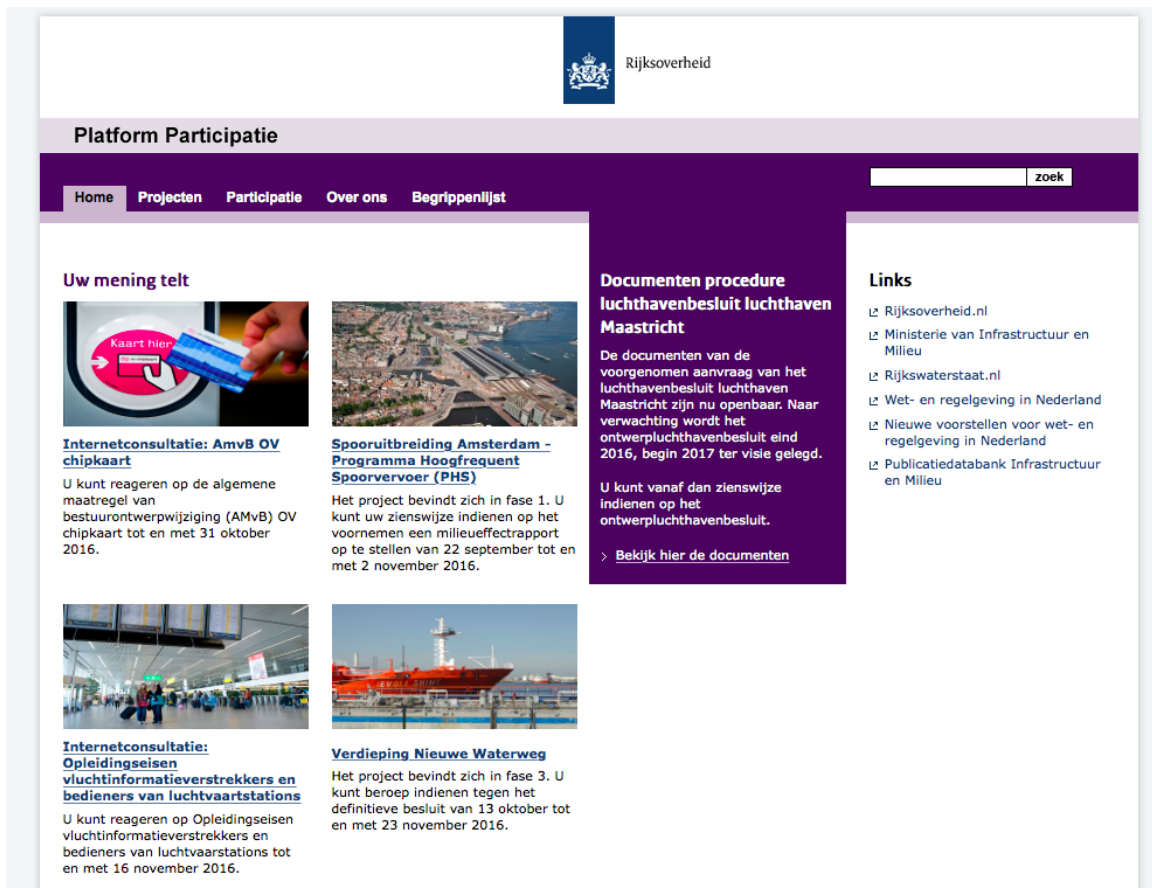 Rijksoverheid
Platform Participatie
zoek
Home Projecten Participatie Over ons Begrippenlijst
Uw mening telt
Kaart hier
Internetconsultatie: AmvB OV
chipkaart
U kunt reageren op de algemene
maatregel van
bestuurontwerpwijziging (AMvB) OV
chipkaart tot en met 31 oktober
2016.
Spooruitbreiding Amsterdam -
Programma Hoogfrequent
Spoorvervoer (PHS)
Het project bevindt zich in fase 1. U
kunt uw zienswijze indienen op het
voornemen een milieueffectrapport
op te stellen van 22 september tot en
met 2 november 2016.
Internetconsultatie:
Opleidingseisen
vluchtinformatieverstrekkers en
bedieners van luchtvaartstations
U kunt reageren op Opleidingseisen
vluchtinformatieverstrekkers en
bedieners van luchtvaarstations tot
en met 16 november 2016.
Verdieping Nieuwe Waterweg
Het project bevindt zich in fase 3. U
kunt beroep indienen tegen het
definitieve besluit van 13 oktober tot
en met 23 november 2016.
Documenten procedure
luchthavenbesluit luchthaven
Maastricht
De documenten van de
voorgenomen aanvraag van het
luchthavenbesluit luchthaven
Maastricht zijn nu openbaar. Naar
verwachting wordt het
ontwerpluchthavenbesluit eind
2016, begin 2017 ter visie gelegd.
U kunt vanaf dan zienswijze
indienen op het
ontwerpluchthavenbesluit.
Bekijk hier de documenten
Links
Rijksoverheid.nl
Ministerie van Infrastructuur en
Milieu
Rijkswaterstaat.nl
Wet- en regelgeving in Nederland
Nieuwe voorstellen voor wet- en
regelgeving in Nederland
Publicatiedatabank Infrastructuur
en Milieu